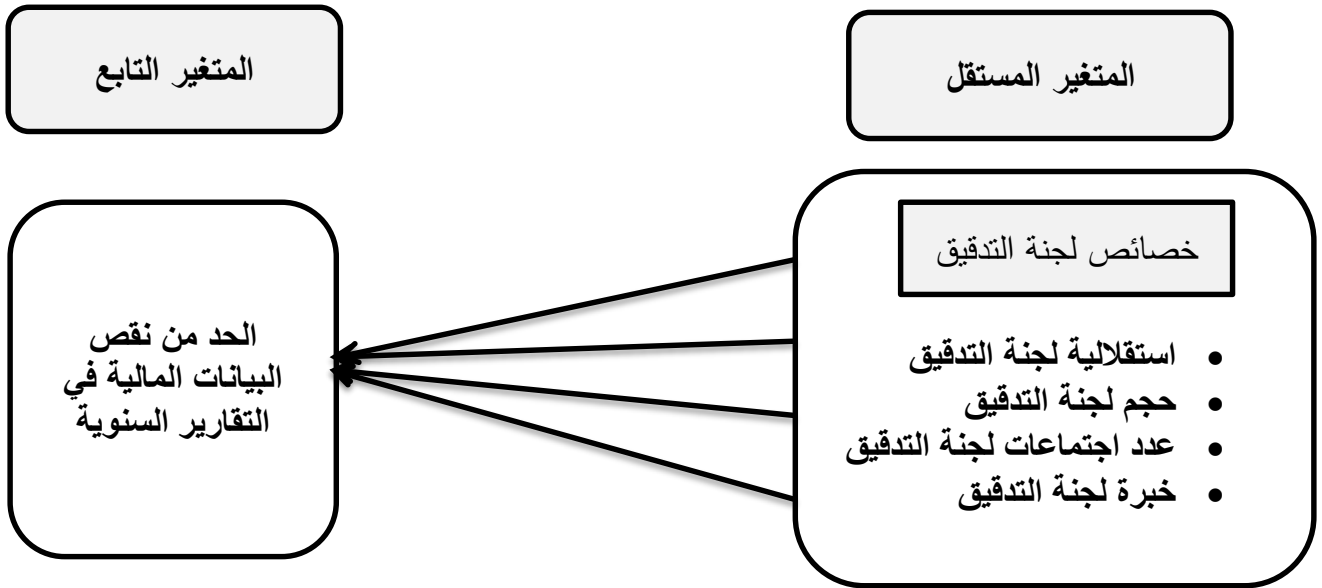 المتغير المستقل
المتغير التابع
خصائص لجنة التدقيق
• استقلالية لجنة التدقيق
• حجم لجنة التدقيق
• عدد اجتماعات لجنة التدقيق
• خبرة لجنة التدقيق
الحد من نقص
البيانات المالية في
التقارير السنوية